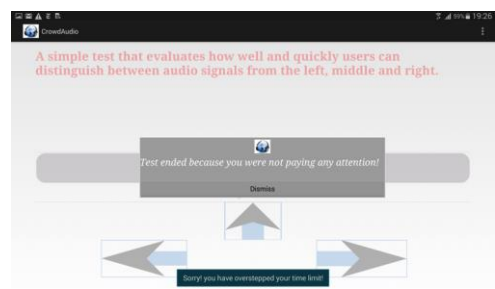 19:26
CrowdAudio
A simple test that evaluates how well and quickly users can
distinguish between audio signals from the left, middle and right.
Test ended because you were not paying any attention!
Dismiss
Sorry! you have overstepped your time limit!